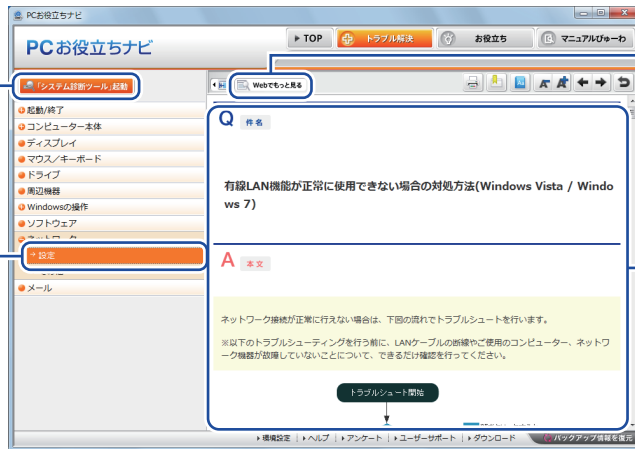 PCお役立ちナビ
PCお役立ちナビ
TOP
トラブル解決
お役立ち
マニュアルびゅーわ
「システム診断ツール」起動
Webでもっと見る
起動/終了
コンピューター本体
ディスプレイ
マウス/キーボード
ドライブ
周辺機器
Windowsの操作
ソフトウェア
設定
メール
Q 件名
有線LAN機能が正常に使用できない場合の対処方法(Windows Vista / Windo
ws 7)
A 本文
ネットワーク接続が正常に行えない場合は、下図の流れでトラブルシュートを行います。
※以下のトラブルシューティングを行う前に、LANケーブルの断線やご使用のコンピューター、ネットワ
ーク機器が故障していないことについて、できるだけ確認を行ってください。
トラブルシュート開始
環境設定 | ヘルプ | アンケート | ユーザーサポート | ダウンロード
バックアップ情報を復元